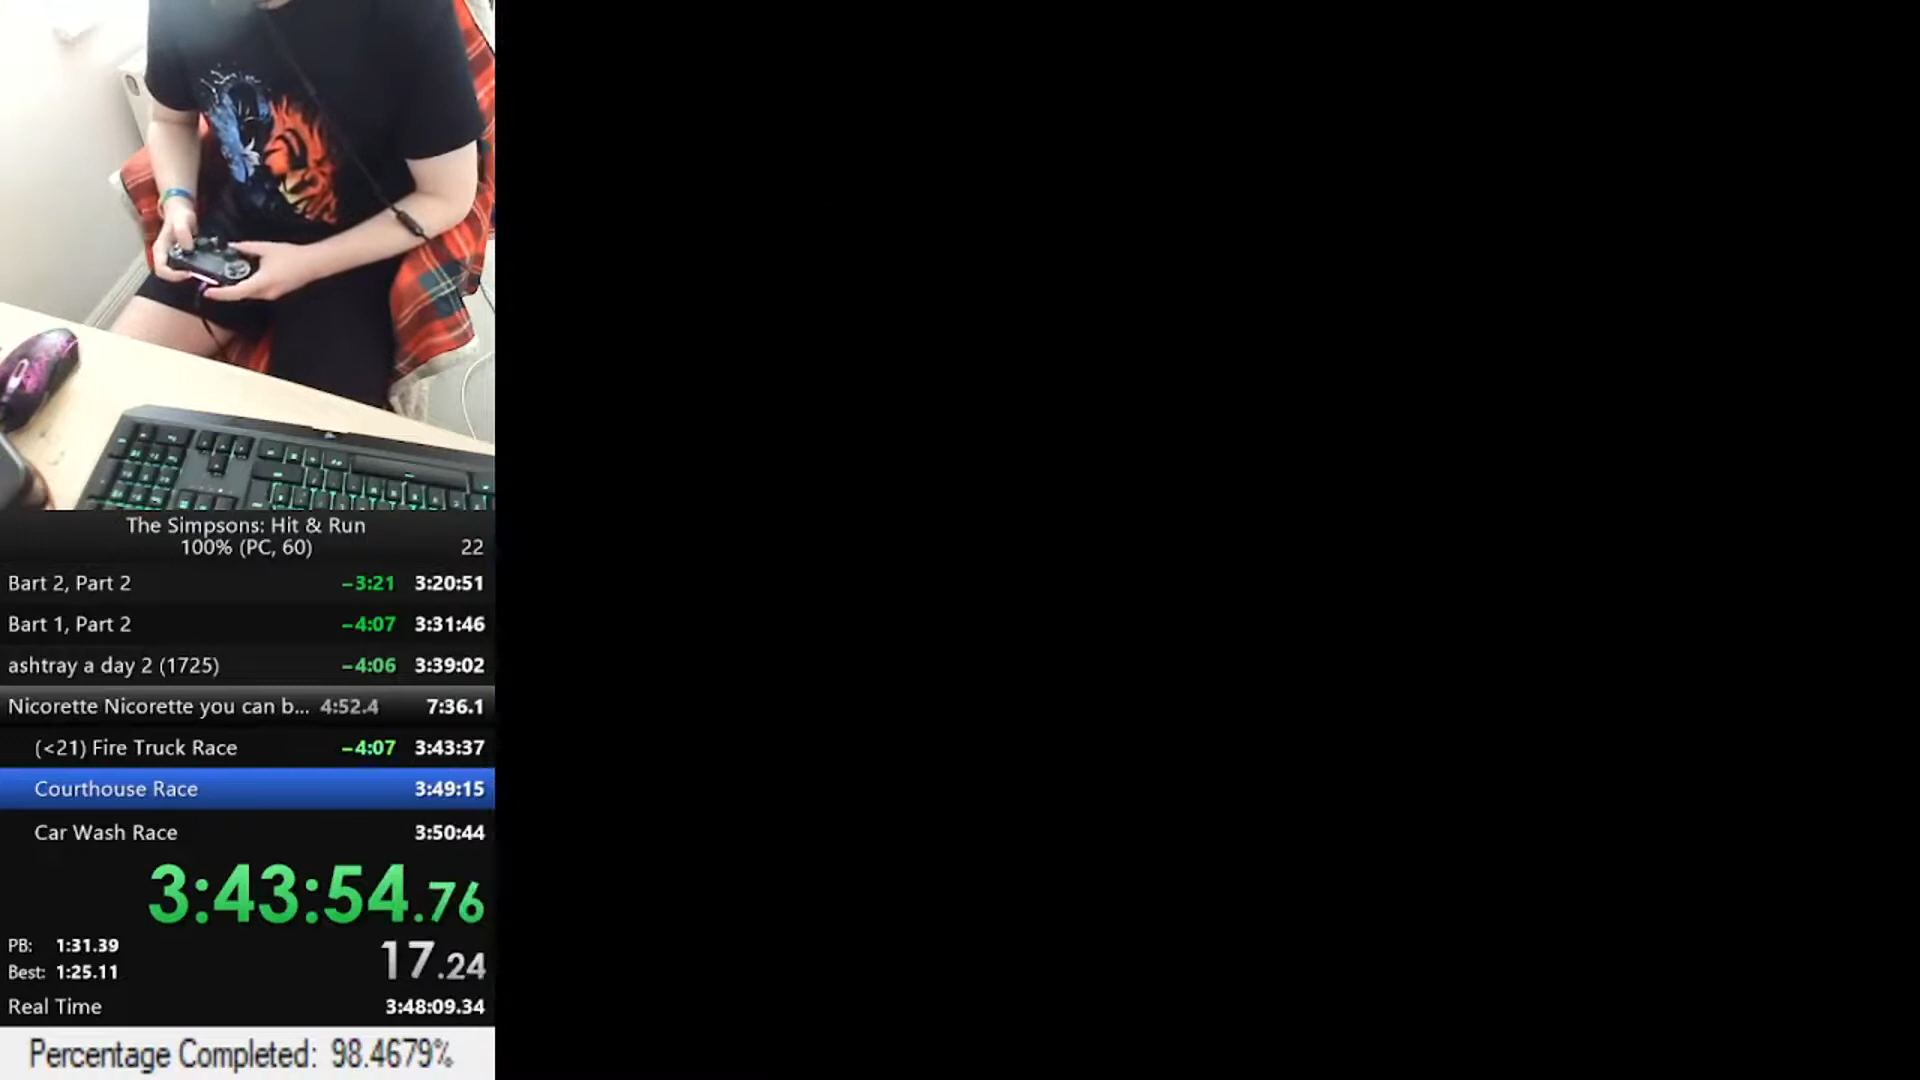 The Simpsons: Hit & Run
100% (PC, 60) 22
Bart 2, Part 2 −3:21 3:20:51
Bart 1, Part 2 −4:07 3:31:46
ashtray a day 2 (1725) −4:06 3:39:02
Nicorette Nicorette you can b... 4:52.4 7:36.1
(<21) Fire Truck Race −4:07 3:43:37
Courthouse Race 3:49:15
Car Wash Race 3:50:44
3:43:54.76
PB: 1:31.39
17.24
Best: 1:25.11
Real Time 3:48:09.34
Percentage Completed: 98.4679%